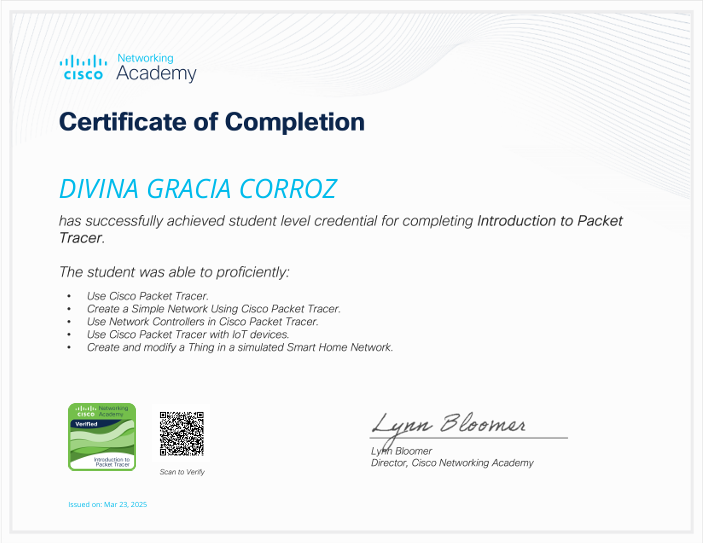 Networking
CISCO Academy
Certificate of Completion
DIVINA GRACIA CORROZ
has successfully achieved student level credential for completing Introduction to Packet
Tracer.
The student was able to proficiently:
• Use Cisco Packet Tracer.
• Create a Simple Network Using Cisco Packet Tracer.
• Use Network Controllers in Cisco Packet Tracer.
• Use Cisco Packet Tracer with IoT devices.
• Create and modify a Thing in a simulated Smart Home Network.
CISCO Networking
Academy
Verified
Introduction to
Packet Tracer
Scan to Verify
Lynn Bloomer
Lynn Bloomer
Director, Cisco Networking Academy
Issued on: Mar 23, 2025